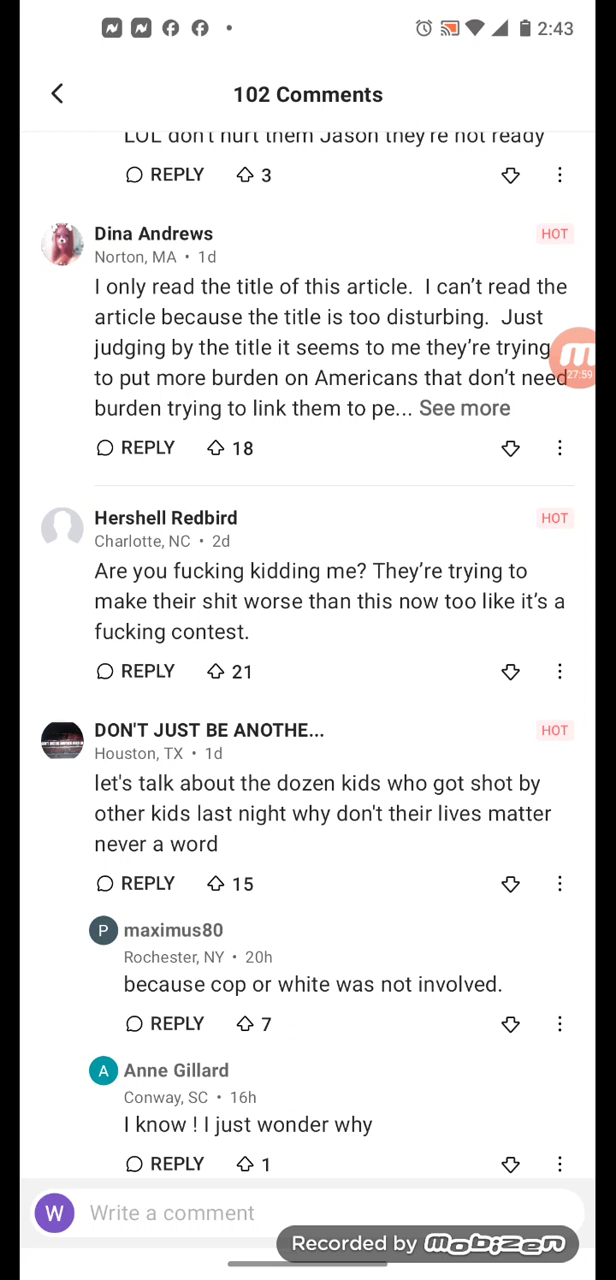 2:43
102 Comments
LOL don't hurt them Jason they're not ready
REPLY 3
Dina Andrews HOT
Norton, MA • 1d
I only read the title of this article. I can't read the
article because the title is too disturbing. Just
judging by the title it seems to me they're trying
to put more burden on Americans that don't need
27:59
burden trying to link them to pe... See more
REPLY 18
Hershell Redbird HOT
Charlotte, NC • 2d
Are you fucking kidding me? They're trying to
make their shit worse than this now too like it's a
fucking contest.
REPLY 21
DON'T JUST BE ANOTHE... HOT
Houston, TX • 1d
let's talk about the dozen kids who got shot by
other kids last night why don't their lives matter
never a word
REPLY 15
P maximus80
Rochester, NY • 20h
because cop or white was not involved.
REPLY 7
A Anne Gillard
Conway, SC • 16h
I know ! I just wonder why
REPLY 1
W Write a comment
Recorded by mobizen